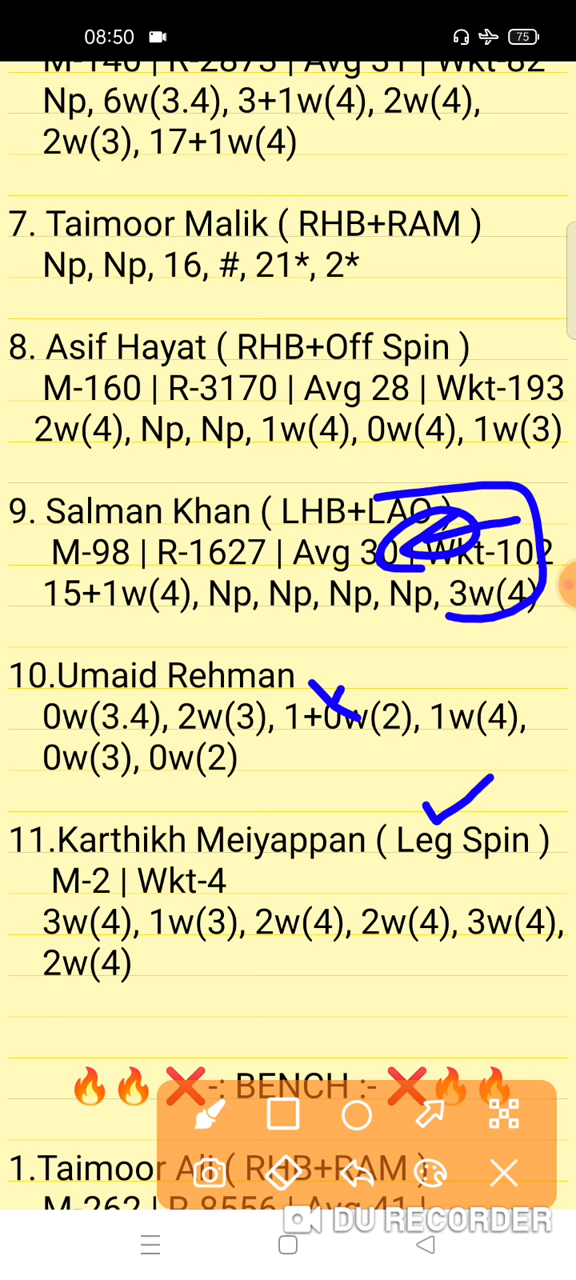 08:50
75
M-140 | R-2873 | Avg 31 | Wkt-82
Np, 6w(3.4), 3+1w(4), 2w(4),
2w(3), 17+1w(4)
7. Taimoor Malik ( RHB+RAM )
Np, Np, 16, #, 21*, 2*
8. Asif Hayat ( RHB+Off Spin )
M-160 | R-3170 | Avg 28 | Wkt-193
2w(4), Np, Np, 1w(4), 0w(4), 1w(3)
9. Salman Khan ( LHB+LAO )
M-98 | R-1627 | Avg 30 | Wkt-102
15+1w(4), Np, Np, Np, Np, 3w(4)
10.Umaid Rehman
0w(3.4), 2w(3), 1+0w(2), 1w(4),
0w(3), 0w(2)
11.Karthikh Meiyappan ( Leg Spin )
M-2 | Wkt-4
3w(4), 1w(3), 2w(4), 2w(4), 3w(4),
2w(4)
-: BENCH :-
1.Taimoor Ali ( RHB+RAM )
M-262 | R-8556 | Avg 41 |
DU RECORDER